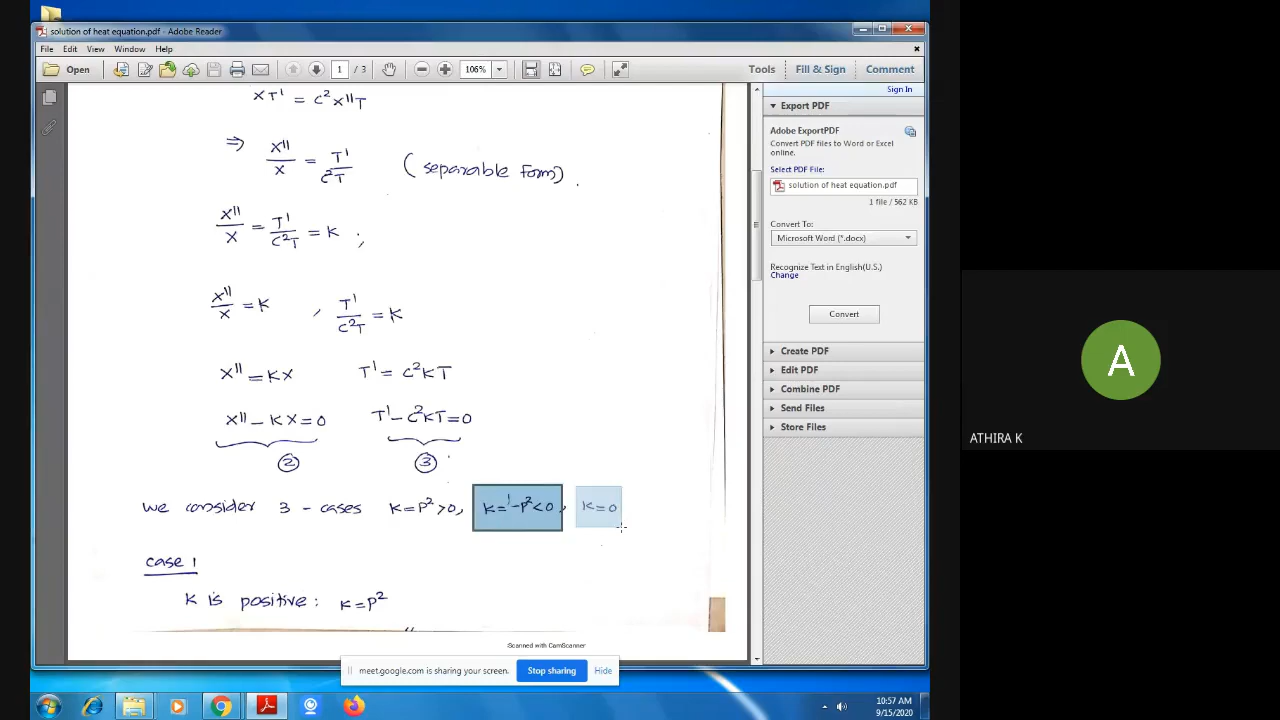 solution of heat equation.pdf - Adobe Reader
File Edit View Window Help
Open 1 / 3 106% Tools Fill & Sign Comment
Sign In
Export PDF
Adobe ExportPDF
Convert PDF files to Word or Excel online.
Select PDF File:
solution of heat equation.pdf
1 file / 562 KB
Convert To:
Microsoft Word (*.docx)
Recognize Text in English(U.S.)
Change
Convert
Create PDF
Edit PDF
Combine PDF
Send Files
Store Files
XT' = c²x''T
⇒ x''/x = T'/c²T (separable form).
x''/x = T'/c²T = K ;
x''/x = K , T'/c²T = K
x'' = KX T' = c²KT
x'' - KX = 0 T' - c²KT = 0
② ③
we consider 3 - cases K = P² > 0, K = -P² < 0, K = 0
case 1
K is positive: K = P²
Scanned with CamScanner
meet.google.com is sharing your screen. Stop sharing Hide
10:57 AM
9/15/2020
A
ATHIRA K